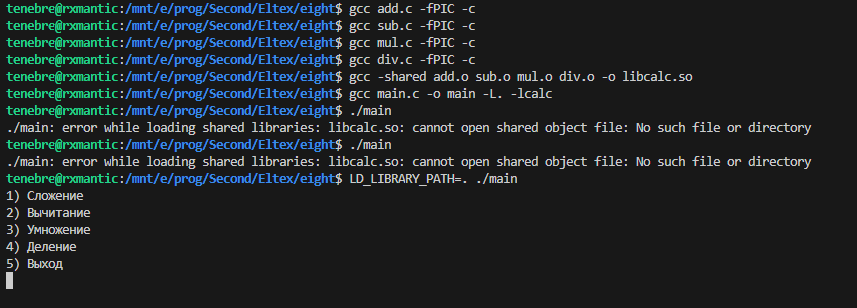 tenebre@rxmantic:/mnt/e/prog/Second/Eltex/eight$ gcc add.c -fPIC -c
tenebre@rxmantic:/mnt/e/prog/Second/Eltex/eight$ gcc sub.c -fPIC -c
tenebre@rxmantic:/mnt/e/prog/Second/Eltex/eight$ gcc mul.c -fPIC -c
tenebre@rxmantic:/mnt/e/prog/Second/Eltex/eight$ gcc div.c -fPIC -c
tenebre@rxmantic:/mnt/e/prog/Second/Eltex/eight$ gcc -shared add.o sub.o mul.o div.o -o libcalc.so
tenebre@rxmantic:/mnt/e/prog/Second/Eltex/eight$ gcc main.c -o main -L. -lcalc
tenebre@rxmantic:/mnt/e/prog/Second/Eltex/eight$ ./main
./main: error while loading shared libraries: libcalc.so: cannot open shared object file: No such file or directory
tenebre@rxmantic:/mnt/e/prog/Second/Eltex/eight$ ./main
./main: error while loading shared libraries: libcalc.so: cannot open shared object file: No such file or directory
tenebre@rxmantic:/mnt/e/prog/Second/Eltex/eight$ LD_LIBRARY_PATH=. ./main
1) Сложение
2) Вычитание
3) Умножение
4) Деление
5) Выход